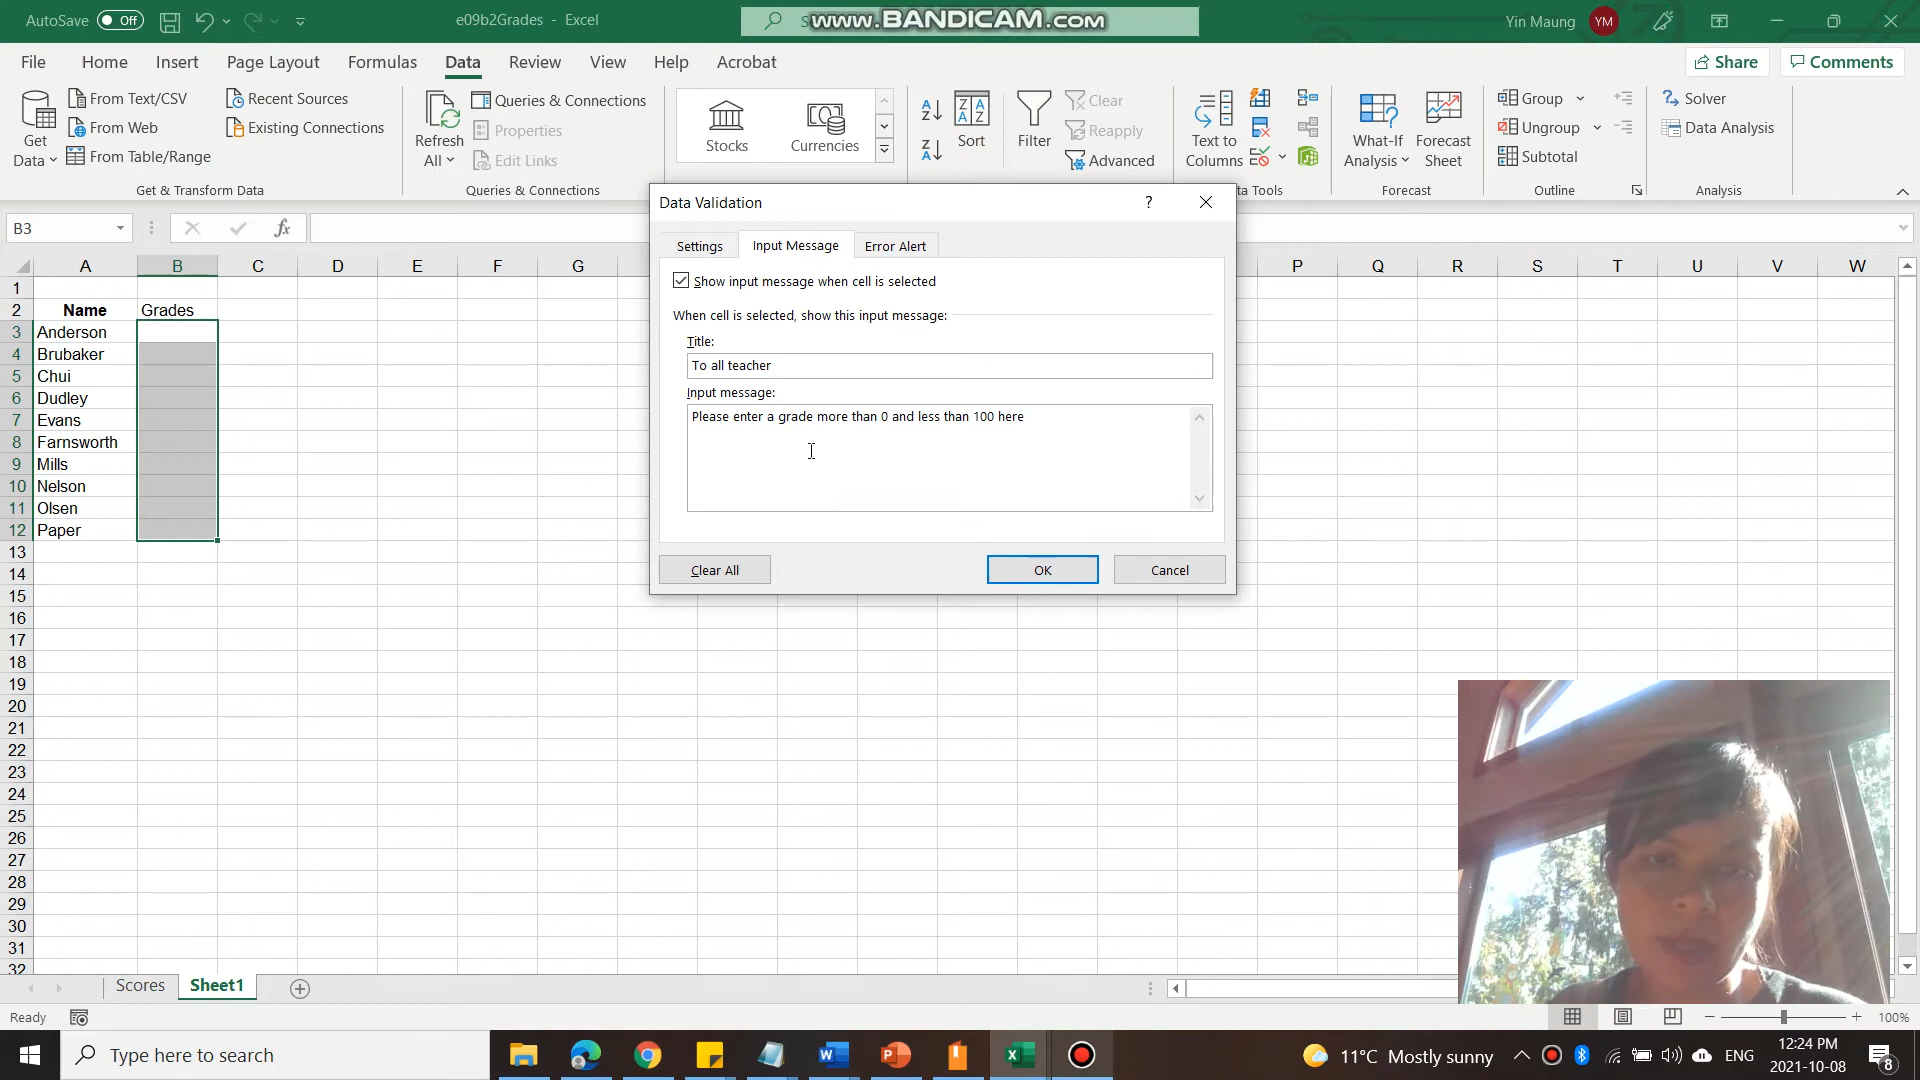 AutoSave Off e09b2Grades - Excel www.BANDICAM.com Yin Maung YM
File Home Insert Page Layout Formulas Data Review View Help Acrobat Share Comments
Get Data
From Text/CSV
From Web
From Table/Range
Recent Sources
Existing Connections
Get & Transform Data
Refresh All
Queries & Connections
Properties
Edit Links
Queries & Connections
Stocks Currencies
Sort
Filter
Clear
Reapply
Advanced
Text to Columns
ta Tools
What-If Analysis
Forecast Sheet
Forecast
Group
Ungroup
Subtotal
Outline
Solver
Data Analysis
Analysis
B3 fx
Data Validation ?
Settings Input Message Error Alert
Show input message when cell is selected
When cell is selected, show this input message:
Title:
To all teacher
Input message:
Please enter a grade more than 0 and less than 100 here
Clear All OK Cancel
A B C D E F G P Q R S T U V W
1
2 Name Grades
3 Anderson
4 Brubaker
5 Chui
6 Dudley
7 Evans
8 Farnsworth
9 Mills
10 Nelson
11 Olsen
12 Paper
13
14
15
16
17
18
19
20
21
22
23
24
25
26
27
28
29
30
31
32
Scores Sheet1
Ready 100%
Type here to search 11°C Mostly sunny ENG 12:24 PM
2021-10-08 8